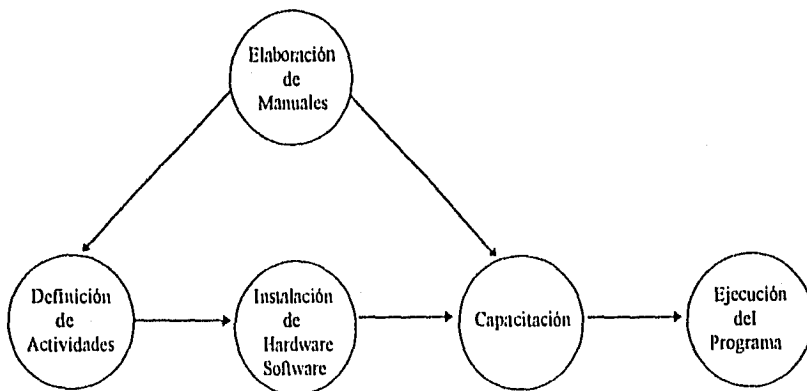 Elaboración
de
Manuales
Definición
de
Actividades
Instalación
de
Hardware
Software
Capacitación
Ejecución
del
Programa